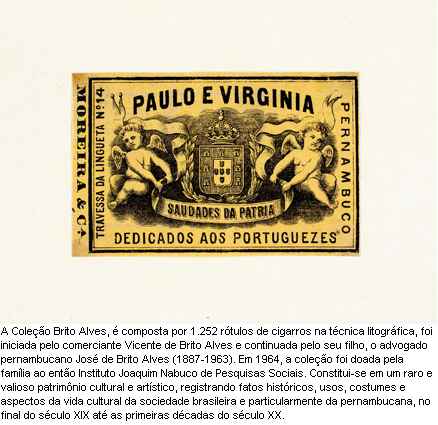 MOREIRA & Cª
TRAVESSA DA LINGUETA Nº 14
PAULO E VIRGINIA
PERNAMBUCO
SAUDADES DA PATRIA
DEDICADOS AOS PORTUGUEZES
A Coleção Brito Alves, é composta por 1.252 rótulos de cigarros na técnica litográfica, foi
iniciada pelo comerciante Vicente de Brito Alves e continuada pelo seu filho, o advogado
pernambucano José de Brito Alves (1887-1963). Em 1964, a coleção foi doada pela
família ao então Instituto Joaquim Nabuco de Pesquisas Sociais. Constitui-se em um raro e
valioso patrimônio cultural e artístico, registrando fatos históricos, usos, costumes e
aspectos da vida cultural da sociedade brasileira e particularmente da pernambucana, no
final do século XIX até as primeiras décadas do século XX.